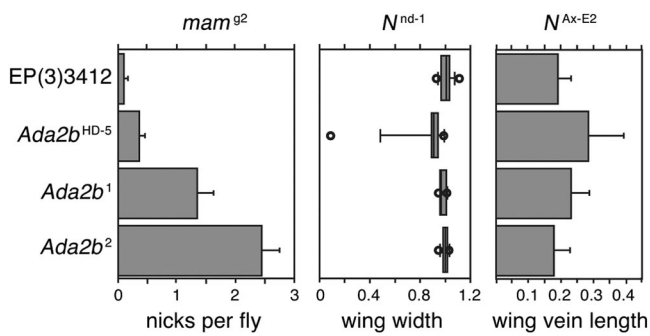 mam^g2 N^nd-1 N^Ax-E2
EP(3)3412
Ada2b^HD-5
Ada2b^1
Ada2b^2
0 1 2 3 0 0.4 0.8 1.2 0.1 0.2 0.3 0.4
nicks per fly wing width wing vein length